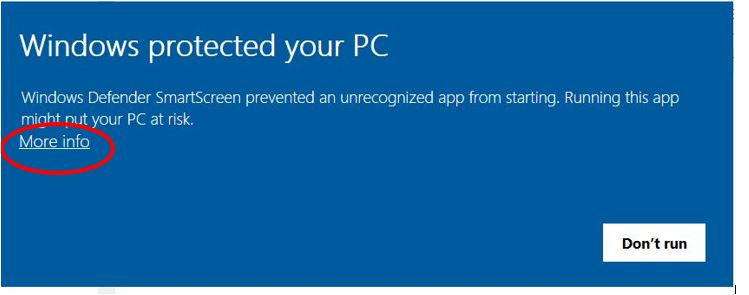 Windows protected your PC
Windows Defender SmartScreen prevented an unrecognized app from starting. Running this app
might put your PC at risk.
More info
Don't run